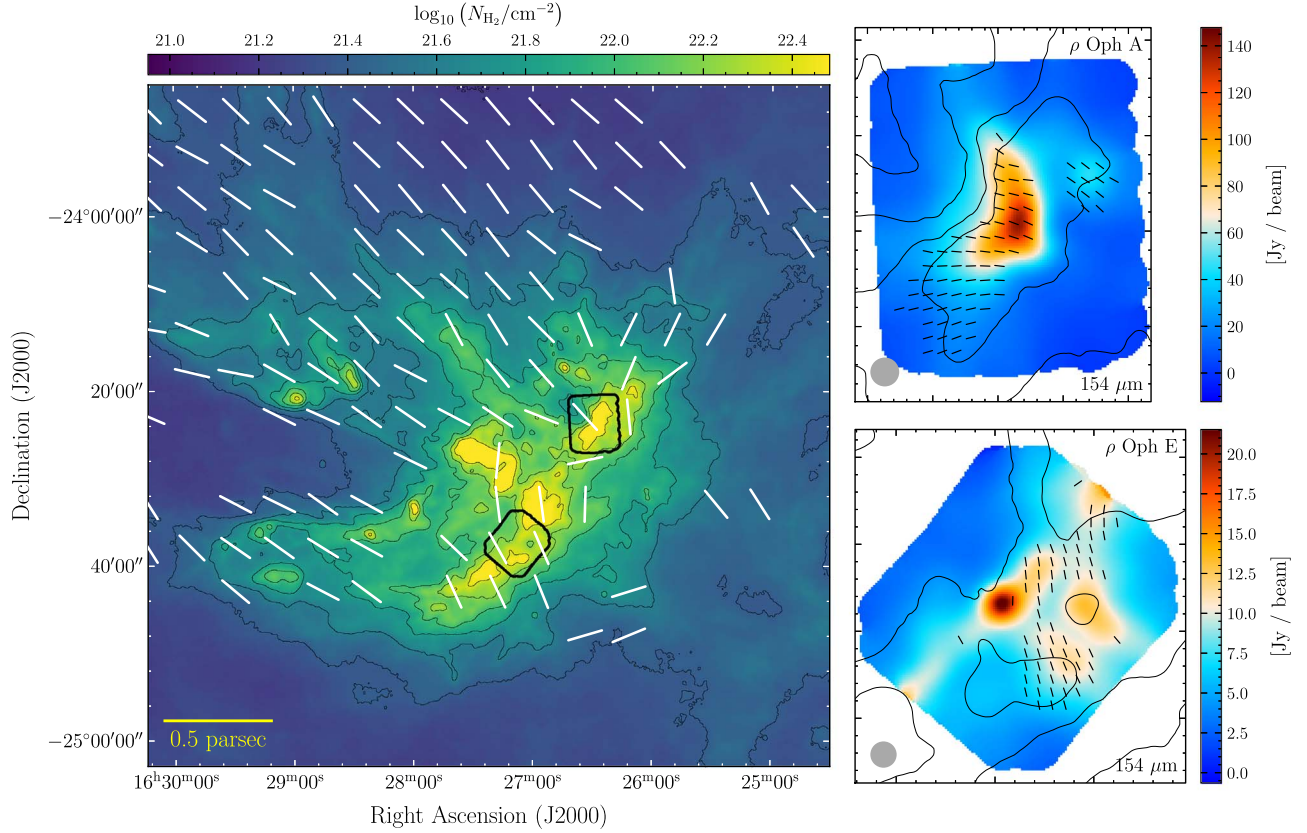 log₁₀ (N_H₂/cm⁻²)
21.0 21.2 21.4 21.6 21.8 22.0 22.2 22.4
−24°00′00″
20′00″
40′00″
−25°00′00″
Declination (J2000)
0.5 parsec
16ʰ30ᵐ00ˢ 29ᵐ00ˢ 28ᵐ00ˢ 27ᵐ00ˢ 26ᵐ00ˢ 25ᵐ00ˢ
Right Ascension (J2000)
ρ Oph A
154 μm
140
120
100
80
60
40
20
0
[Jy / beam]
ρ Oph E
154 μm
20.0
17.5
15.0
12.5
10.0
7.5
5.0
2.5
0.0
[Jy / beam]